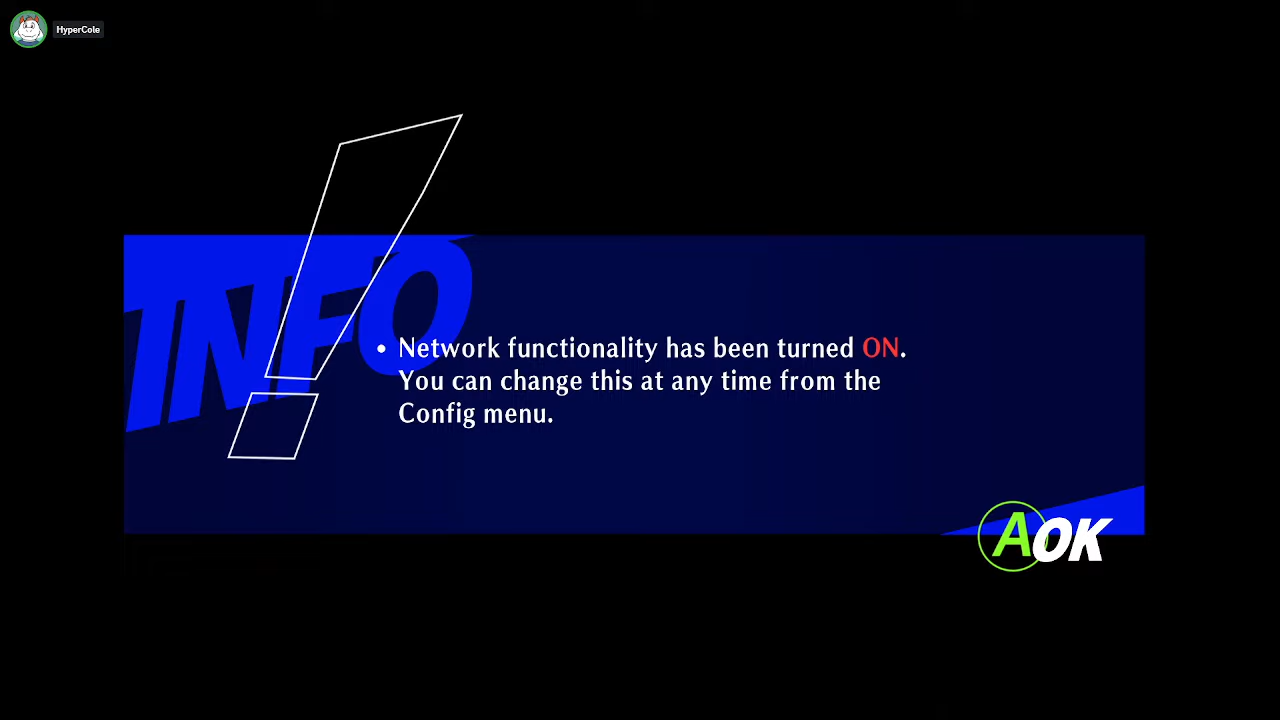 HyperCole
INFO
• Network functionality has been turned ON.
You can change this at any time from the
Config menu.
A OK